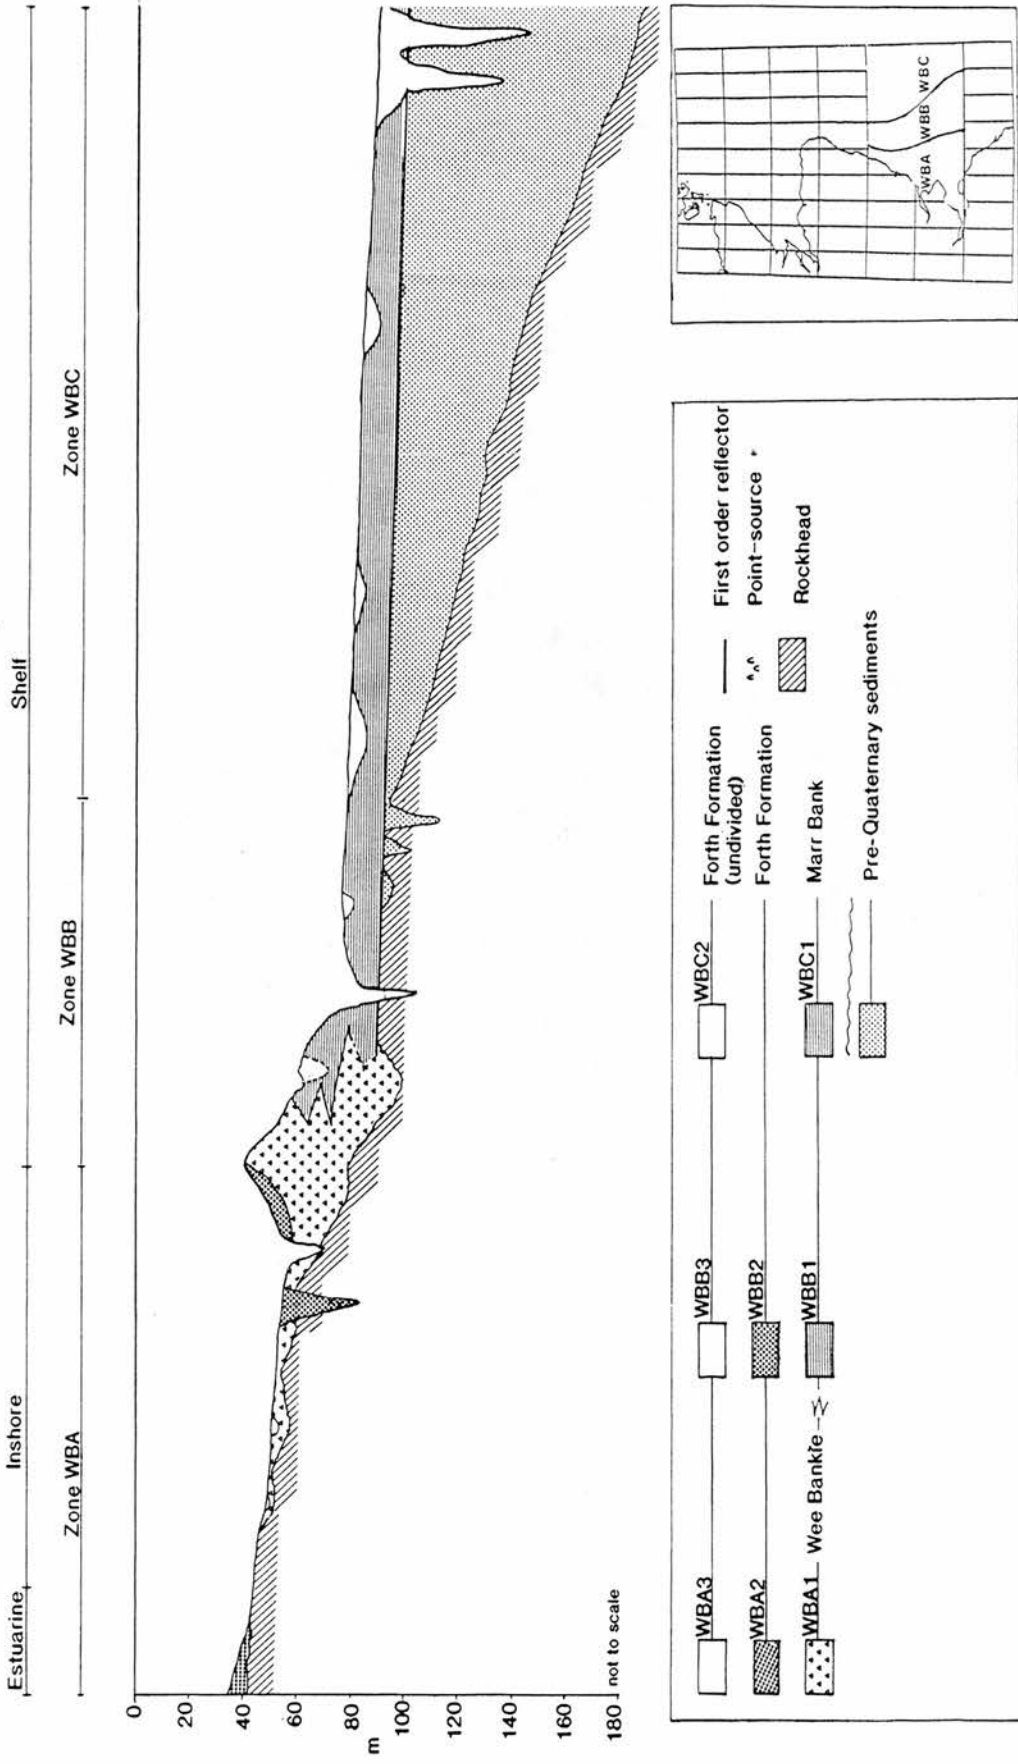 Estuarine
Inshore
Shelf
Zone WBA
Zone WBB
Zone WBC
0
20
40
60
80
100
120
140
160
180
m
not to scale
WBA3
WBB3
WBC2
Forth Formation
(undivided)
First order reflector
WBA2
WBB2
Forth Formation
Point-source
WBA1
Wee Bankie
WBB1
WBC1
Marr Bank
Rockhead
Pre-Quaternary sediments
WBA
WBB
WBC